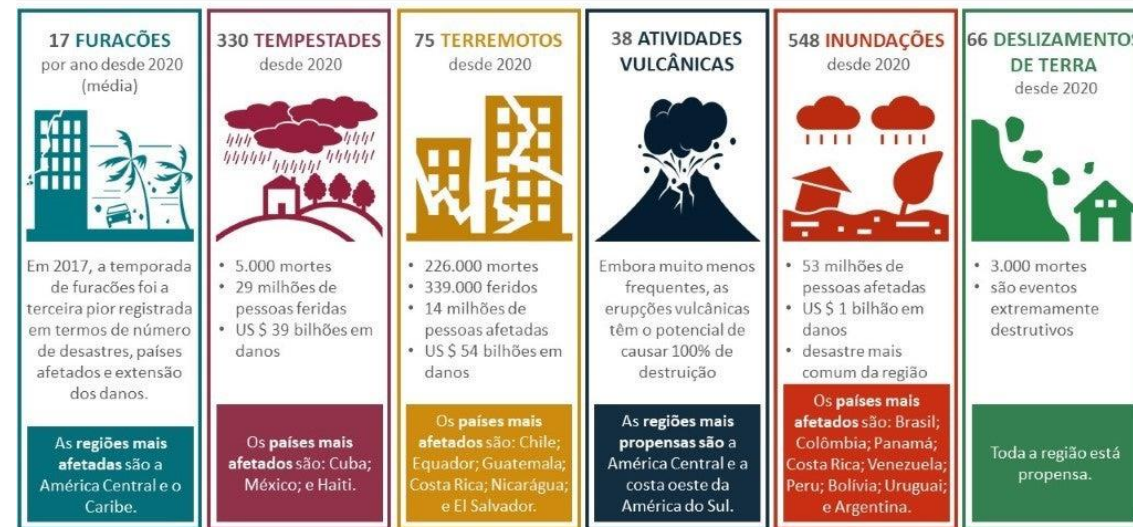 17 FURACÕES
por ano desde 2020
(média)
Em 2017, a temporada
de furacões foi a
terceira pior registrada
em termos de número
de desastres, países
afetados e extensão
dos danos.
As regiões mais
afetadas são a
América Central e o
Caribe.
330 TEMPESTADES
desde 2020
• 5.000 mortes
• 29 milhões de
pessoas feridas
• US $ 39 bilhões em
danos
Os países mais
afetados são: Cuba;
México; e Haiti.
75 TERREMOTOS
desde 2020
• 226.000 mortes
• 339.000 feridos
• 14 milhões de
pessoas afetadas
• US $ 54 bilhões em
danos
Os países mais
afetados são: Chile;
Equador; Guatemala;
Costa Rica; Nicarágua;
e El Salvador.
38 ATIVIDADES
VULCÂNICAS
Embora muito menos
frequentes, as
erupções vulcânicas
têm o potencial de
causar 100% de
destruição
As regiões mais
propensas são a
América Central e a
costa oeste da
América do Sul.
548 INUNDAÇÕES
desde 2020
• 53 milhões de
pessoas afetadas
• US $ 1 bilhão em
danos
• desastre mais
comum da região
Os países mais
afetados são: Brasil;
Colômbia; Panamá;
Costa Rica; Venezuela;
Peru; Bolívia; Uruguai;
e Argentina.
66 DESLIZAMENTOS
DE TERRA
desde 2020
• 3.000 mortes
• são eventos
extremamente
destrutivos
Toda a região está
propensa.